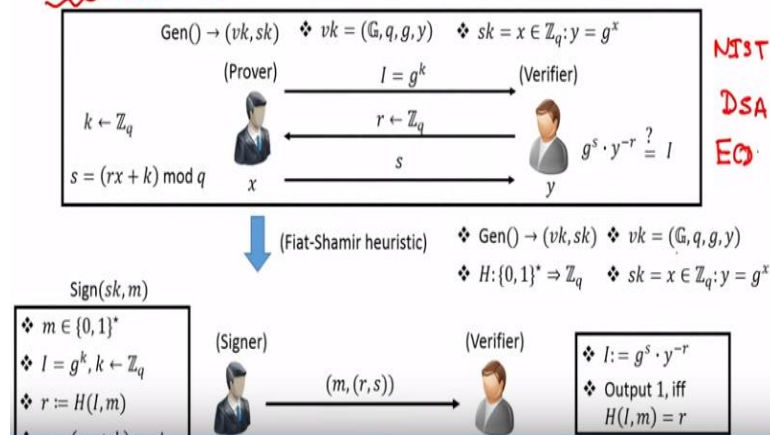 Gen() → (vk, sk) ❖ vk = (𝔾, q, g, y) ❖ sk = x ∈ ℤ_q: y = g^x
NIST
(Prover) I = g^k (Verifier)
DSA
k ← ℤ_q r ← ℤ_q
g^s · y^{-r} ≟ I
s = (rx + k) mod q s
x y
(Fiat-Shamir heuristic) ❖ Gen() → (vk, sk) ❖ vk = (𝔾, q, g, y)
❖ H: {0,1}* ⇒ ℤ_q ❖ sk = x ∈ ℤ_q: y = g^x
Sign(sk, m)
❖ m ∈ {0,1}*
❖ I = g^k, k ← ℤ_q
❖ r := H(I, m)
(Signer) (Verifier)
(m, (r, s))
❖ I := g^s · y^{-r}
❖ Output 1, iff
H(I, m) = r